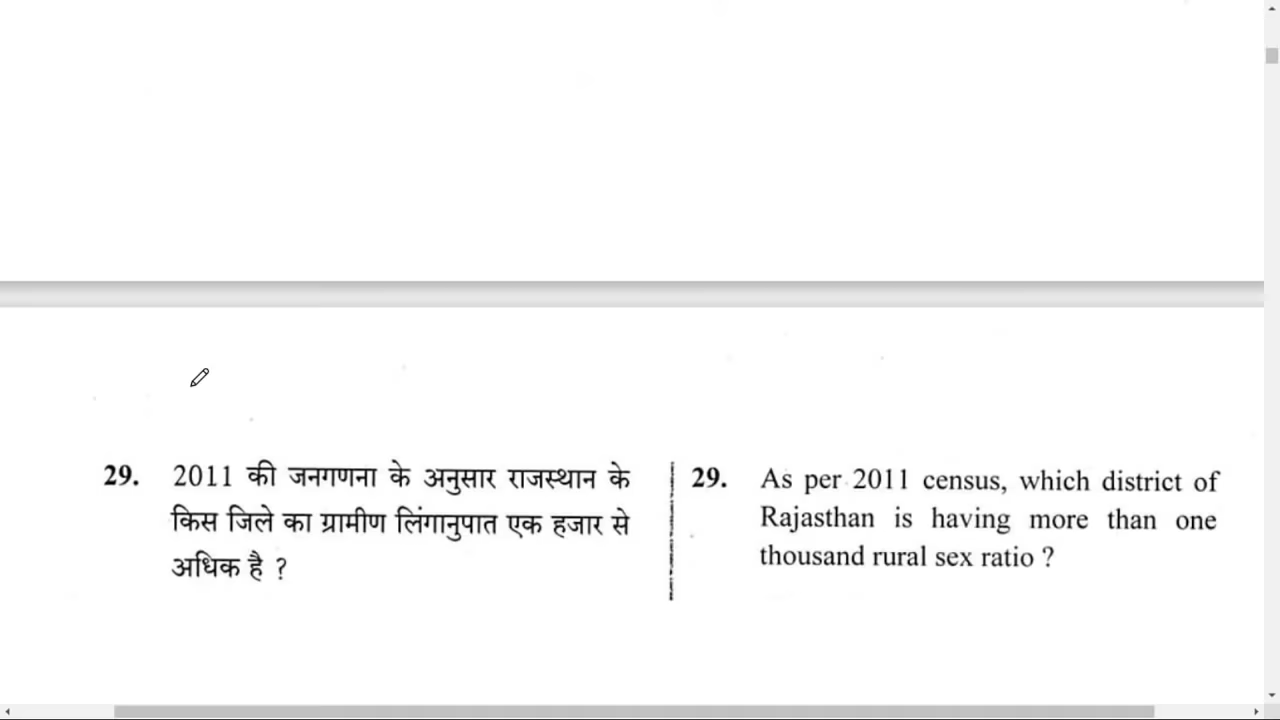 29. 2011 की जनगणना के अनुसार राजस्थान के
किस जिले का ग्रामीण लिंगानुपात एक हजार से
अधिक है ?
29. As per 2011 census, which district of
Rajasthan is having more than one
thousand rural sex ratio ?